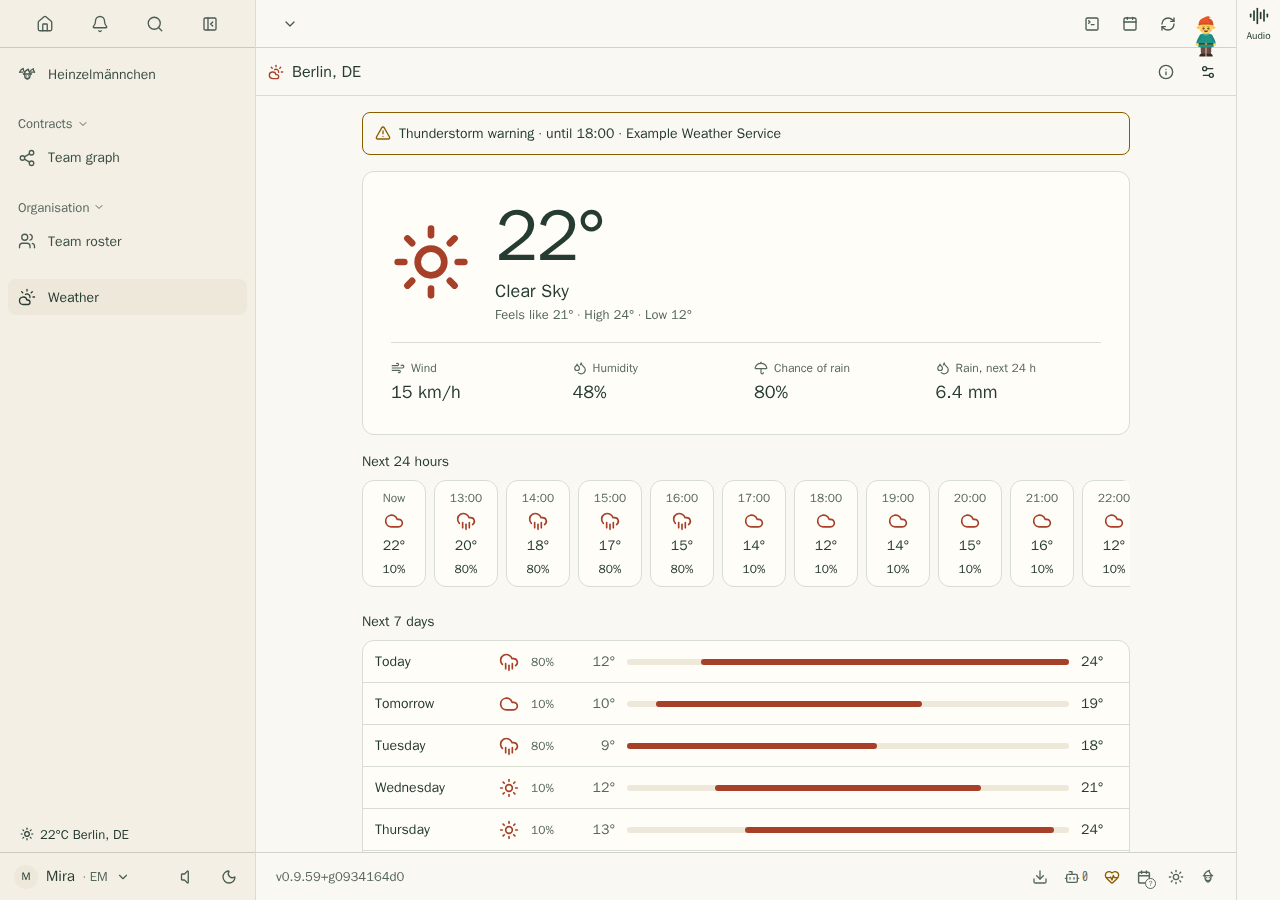 Audio
Heinzelmännchen
Contracts
Team graph
Organisation
Team roster
Weather
22°C Berlin, DE
M Mira · EM
Berlin, DE
Thunderstorm warning · until 18:00 · Example Weather Service
22°
Clear Sky
Feels like 21° · High 24° · Low 12°
Wind Humidity Chance of rain Rain, next 24 h
15 km/h 48% 80% 6.4 mm
Next 24 hours
Now 13:00 14:00 15:00 16:00 17:00 18:00 19:00 20:00 21:00 22:00
22° 20° 18° 17° 15° 14° 12° 14° 15° 16° 12°
10% 80% 80% 80% 80% 10% 10% 10% 10% 10% 10%
Next 7 days
Today 80% 12° 24°
Tomorrow 10% 10° 19°
Tuesday 80% 9° 18°
Wednesday 10% 12° 21°
Thursday 10% 13° 24°
v0.9.59+g0934164d0
0
?